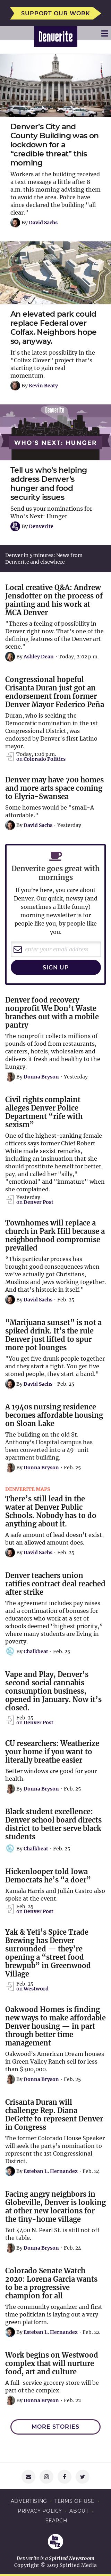 SUPPORT OUR WORK
Denverite
Denver's City and
County Building was on
lockdown for a
"credible threat" this
morning
Workers at the building received
a text message a little after 8
a.m. this morning advising them
to avoid the area. Police have
since declared the building "all
clear."
By David Sachs
An elevated park could
replace Federal over
Colfax. Neighbors hope
so, anyway.
It's the latest possibility in the
"Colfax Clover" project that's
starting to gain real
momentum.
By Kevin Beaty
Denverite
WHO'S NEXT: HUNGER
Tell us who's helping
address Denver's
hunger and food
security issues
Send us your nominations for
Who's Next: Hunger.
By Denverite
Denver in 5 minutes: News from
Denverite and elsewhere
Local creative Q&A: Andrew
Jensdotter on the process of
painting and his work at
MCA Denver
"There's a feeling of possibility in
Denver right now. That's one of the
defining features of the Denver art
scene."
By Ashley Dean · Today, 2:02 p.m.
Congressional hopeful
Crisanta Duran just got an
endorsement from former
Denver Mayor Federico Peña
Duran, who is seeking the
Democratic nomination in the 1st
Congressional District, was
endorsed by Denver's first Latino
mayor.
Today, 1:06 p.m.
on Colorado Politics
Denver may have 700 homes
and more arts space coming
to Elyria-Swansea
Some homes would be "small-A
affordable."
By David Sachs · Yesterday
Denverite goes great with
mornings
If you're here, you care about
Denver. Our quick, newsy (and
sometimes a little funny)
morning newsletter is for
people like you, by people like
you.
enter your email address
SIGN UP
Denver food recovery
nonprofit We Don't Waste
branches out with a mobile
pantry
The nonprofit collects food from
caterers, hotels, wholesalers and
others to keep it fresh and feed the
hungry.
By Donna Bryson · Yesterday
Civil rights complaint
alleges Denver Police
Department "rife with
sexism"
One of the highest-ranking female
officers says former Chief Robert
White made sexist remarks,
including an insinuation that she
should practice spiritual self before
pay, and called her "ally,"
"emotional" and "immature" when
she complained.
Yesterday
on Denver Post
Townhomes will replace a
church in Park Hill because a
neighborhood compromise
prevailed
"This particular discussion has
brought good neighbors when
we've actually got Christians,
Muslims and Jews working together.
And that's historic in itself."
By David Sachs · Feb. 25
"Marijuana sunset" is not a
spiked drink. It's the rule
Denver just lifted to spur
more pot lounges
"You get five drunk people together
and they start a fight. You get five
stoned people, they start a band."
By David Sachs · Feb. 25
A 1940s nursing residence
becomes affordable housing
on Sloan Lake
The building on the old St.
Anthony's Hospital campus has
been converted into a 49-unit
apartment building.
By Donna Bryson · Feb. 25
DENVERITE MAPS
There's still lead in the
water at Denver Public
Schools. Nobody has to do
anything about it.
A safe amount of lead doesn't exist,
but an allowed amount does.
By David Sachs · Feb. 25
Denver teachers union
ratifies contract deal reached
after strike
The agreement includes pay raises
and a continuation of bonuses for
teachers who work at a set of
schools deemed "highest priority,"
where many students are living in
poverty.
By Chalkbeat · Feb. 25
Vape and Play, Denver's
second social cannabis
consumption business,
opened in January. Now it's
closed.
Feb. 25
on Denver Post
CU researchers: Weatherize
your home if you want to
literally breathe easier
Better windows are good for your
health.
By Donna Bryson · Feb. 25
Black student excellence:
Denver school board directs
district to better serve black
students
By Chalkbeat · Feb. 25
Hickenlooper told Iowa
Democrats he's "a doer"
Kamala Harris and Julián Castro also
spoke at the event.
Feb. 25
on Denver Post
Yak & Yeti's Spice Trade
Brewing has Denver
surrounded — they're
opening a "street food
brewpub" in Greenwood
Village
Feb. 25
on Westword
Oakwood Homes is finding
new ways to make affordable
Denver housing — in part
through better time
management
Oakwood's American Dream houses
in Green Valley Ranch sell for less
than $300,000.
By Donna Bryson · Feb. 25
Crisanta Duran will
challenge Rep. Diana
DeGette to represent Denver
in Congress
The former Colorado House Speaker
will seek the party's nomination to
represent the 1st Congressional
District.
By Esteban L. Hernandez · Feb. 24
Facing angry neighbors in
Globeville, Denver is looking
at other new locations for
the tiny-home village
But 4400 N. Pearl St. is still not off
the table.
By Donna Bryson · Feb. 24
Colorado Senate Watch
2020: Lorena Garcia wants
to be a progressive
champion for all
The community organizer and first-
time politician is laying out a very
green platform.
By Esteban L. Hernandez · Feb. 22
Work begins on Westwood
complex that will nurture
food, art and culture
A full-service grocery store will be
part of the complex.
By Donna Bryson · Feb. 22
MORE STORIES
ADVERTISING · TERMS OF USE ·
PRIVACY POLICY · ABOUT ·
SEARCH
Denverite is a Spirited Newsroom
Copyright © 2019 Spirited Media